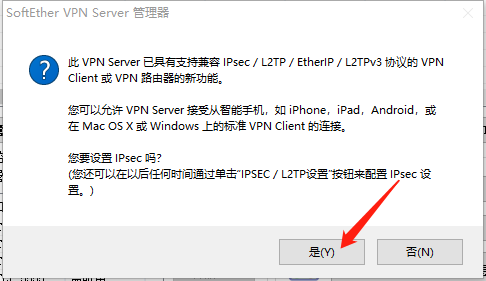 SoftEther VPN Server 管理器
此 VPN Server 已具有支持兼容 IPsec / L2TP / EtherIP / L2TPv3 协议的 VPN
Client 或 VPN 路由器的新功能。
您可以允许 VPN Server 接受从智能手机，如 iPhone，iPad，Android，或
在 Mac OS X 或 Windows 上的标准 VPN Client 的连接。
您要设置 IPsec 吗？
(您还可以在以后任何时间通过单击"IPSEC / L2TP设置"按钮来配置 IPsec 设
置。)
是(Y)
否(N)